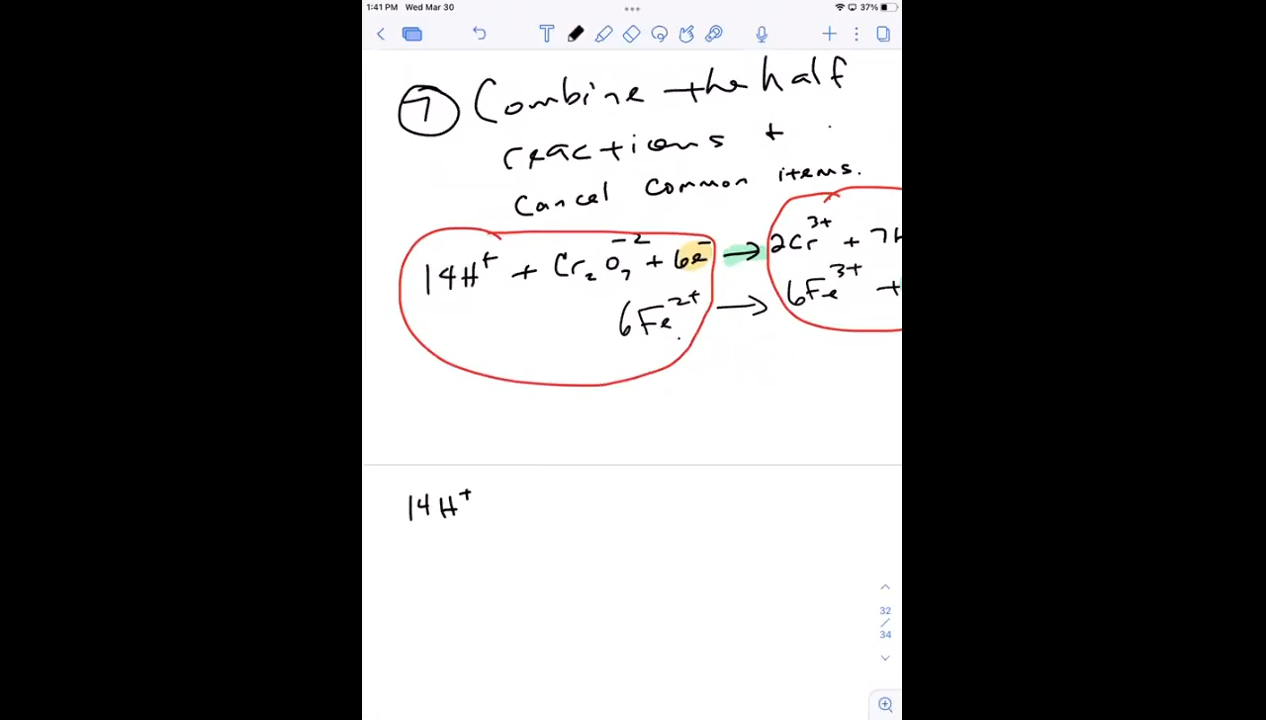 1:41 PM Wed Mar 30 37%
T
⑦ Combine the half
reactions +
cancel common items.
14H⁺ + Cr₂O₇⁻² + 6e⁻ → 2Cr³⁺ + 7H
6Fe²⁺ → 6Fe³⁺ +
14H⁺
32
/
34